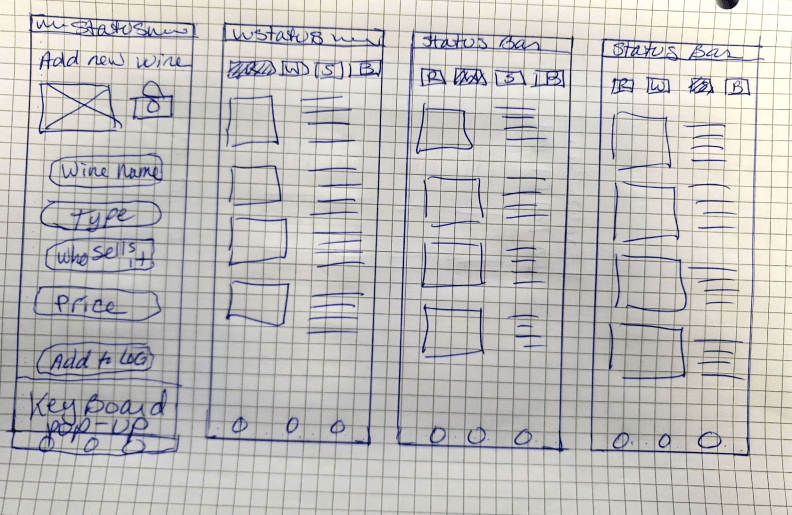 Status
Add new wine
Wine name
Type
Who sells it
Price
Add to LOG
KeyBoard
POP-UP
Status
W S B
Status Bar
R S B
Status Bar
R W B